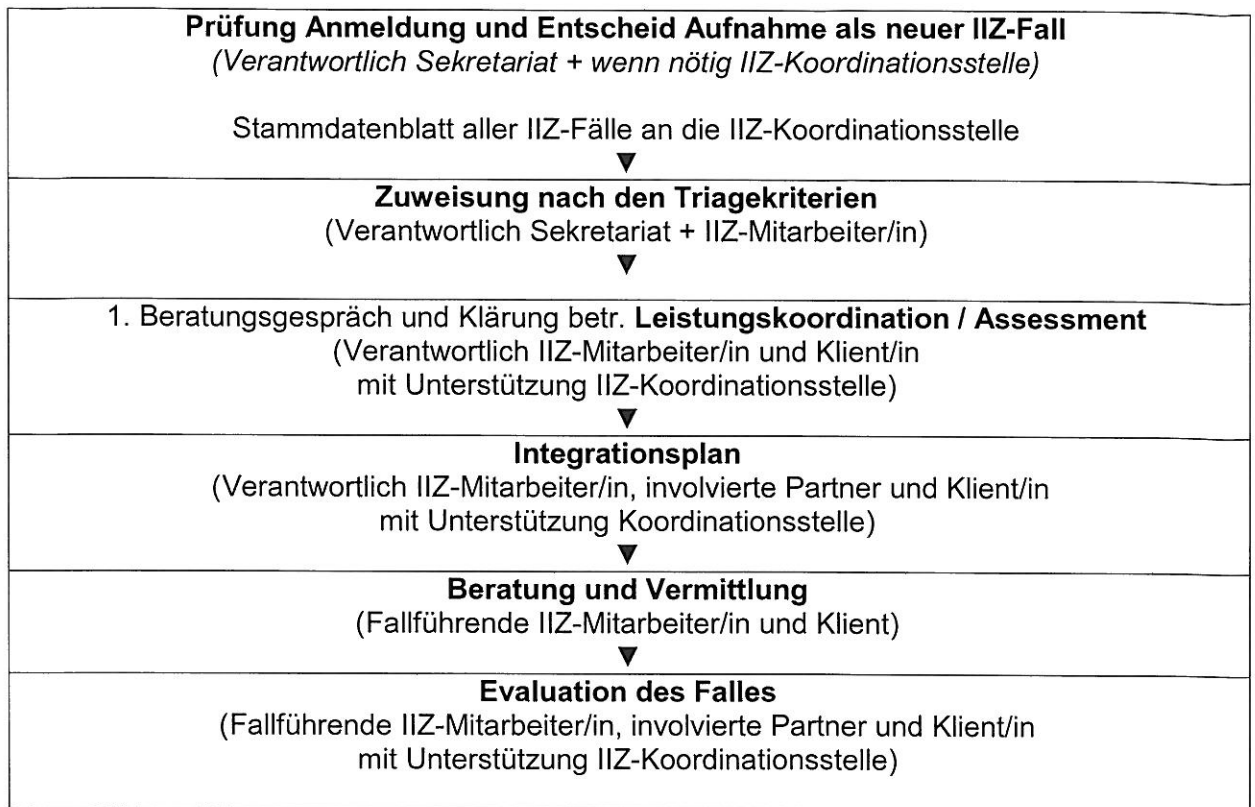 Prüfung Anmeldung und Entscheid Aufnahme als neuer IIZ-Fall
(Verantwortlich Sekretariat + wenn nötig IIZ-Koordinationsstelle)
Stammdatenblatt aller IIZ-Fälle an die IIZ-Koordinationsstelle
Zuweisung nach den Triagekriterien
(Verantwortlich Sekretariat + IIZ-Mitarbeiter/in)
1. Beratungsgespräch und Klärung betr. Leistungskoordination / Assessment
(Verantwortlich IIZ-Mitarbeiter/in und Klient/in
mit Unterstützung IIZ-Koordinationsstelle)
Integrationsplan
(Verantwortlich IIZ-Mitarbeiter/in, involvierte Partner und Klient/in
mit Unterstützung Koordinationsstelle)
Beratung und Vermittlung
(Fallführende IIZ-Mitarbeiter/in und Klient)
Evaluation des Falles
(Fallführende IIZ-Mitarbeiter/in, involvierte Partner und Klient/in
mit Unterstützung IIZ-Koordinationsstelle)